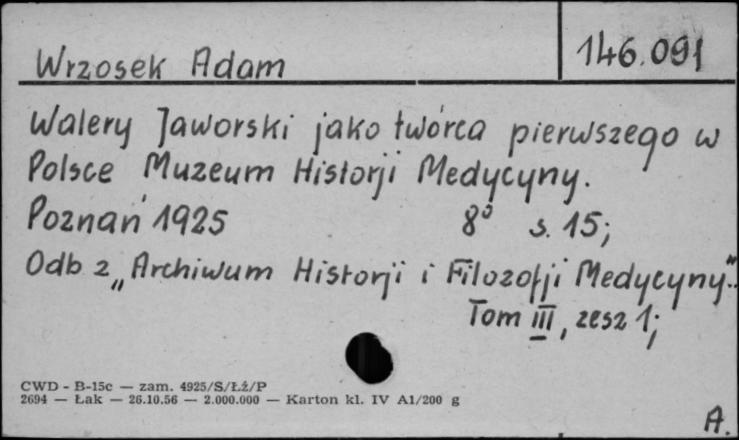 Wrzosek Adam 146.091
Walery Jaworski jako twórca pierwszego w
Polsce Muzeum Historji Medycyny.
Poznań 1925 8° s. 15;
Odb z „Archiwum Historji i Filozofji Medycyny".
Tom III, zesz 1;
CWD - B-15c — zam. 4925/S/Łż/P
2694 — Łak — 26.10.56 — 2.000.000 — Karton kl. IV A1/200 g
A.